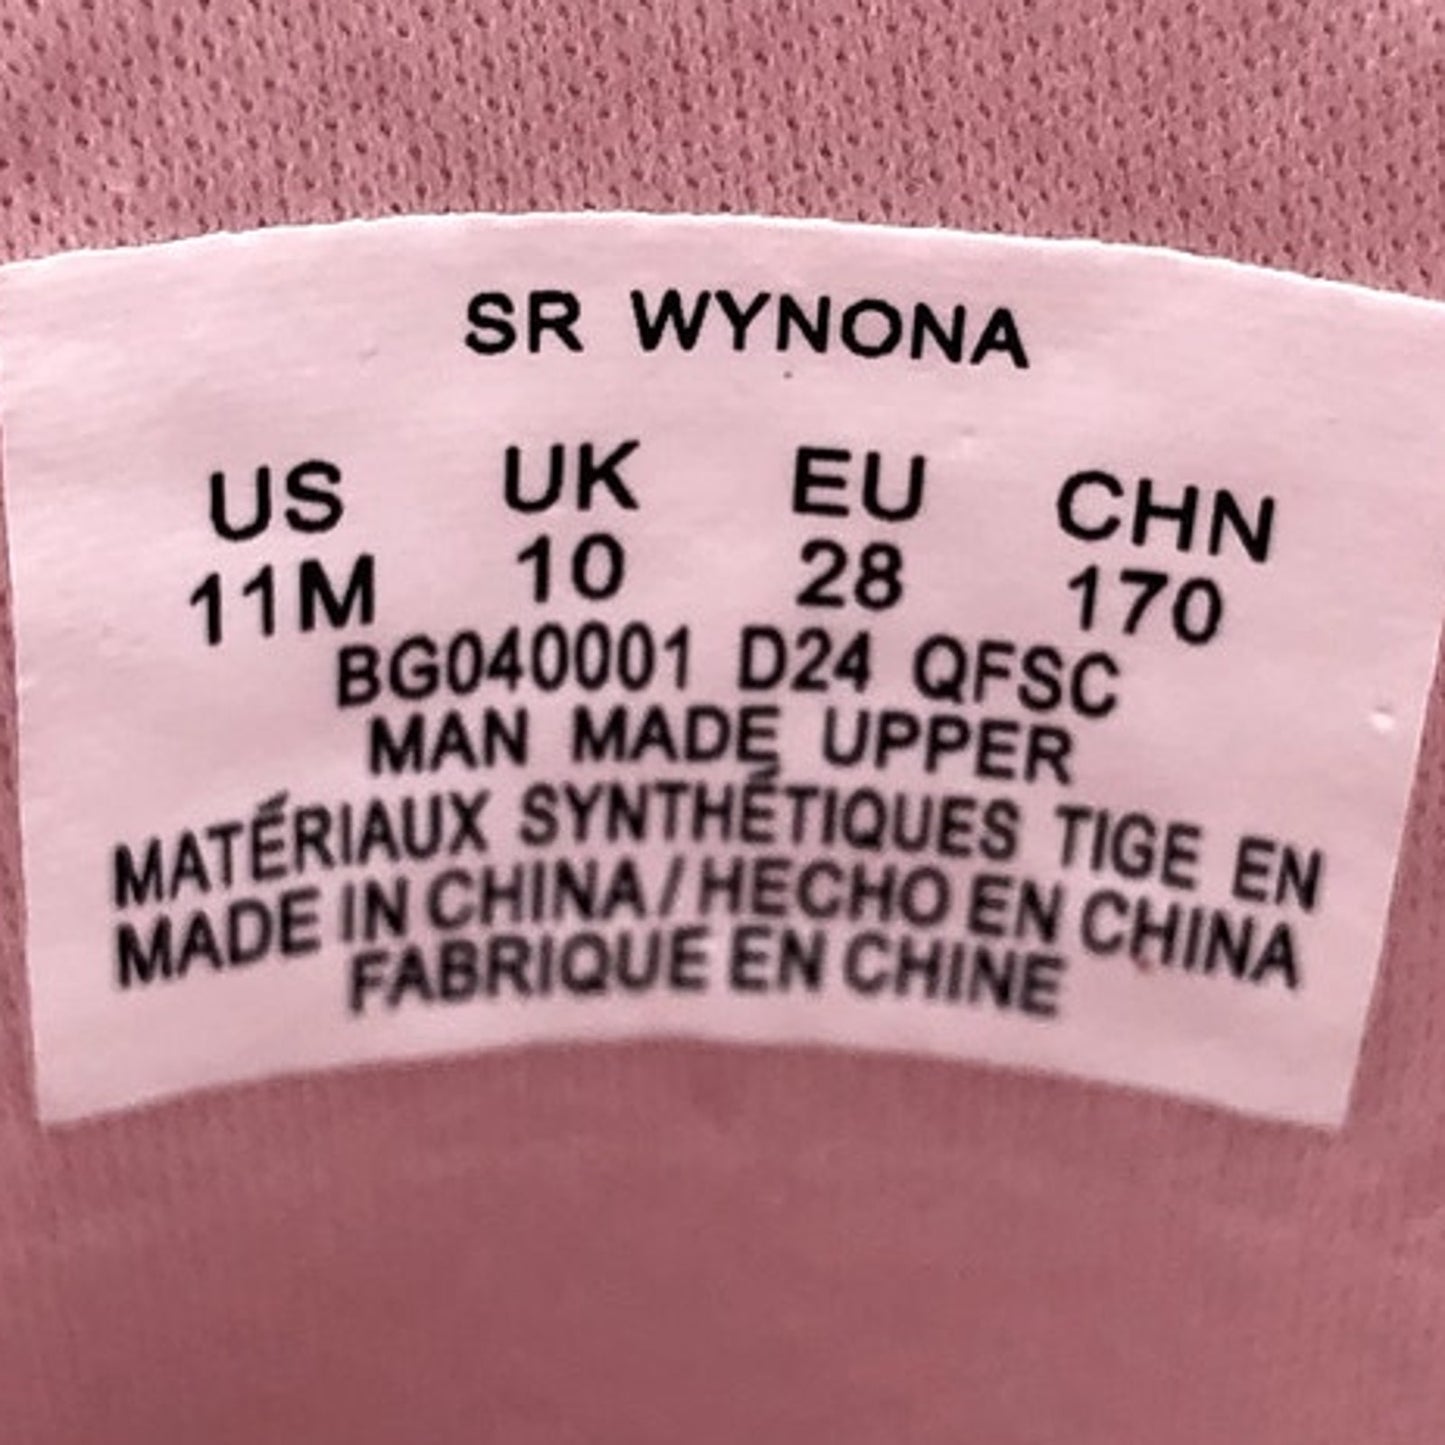 SR WYNONA
US UK EU CHN
11M 10 28 170
BG040001 D24 QFSC
MAN MADE UPPER
MATÉRIAUX SYNTHÉTIQUES TIGE EN
MADE IN CHINA/HECHO EN CHINA
FABRIQUE EN CHINE